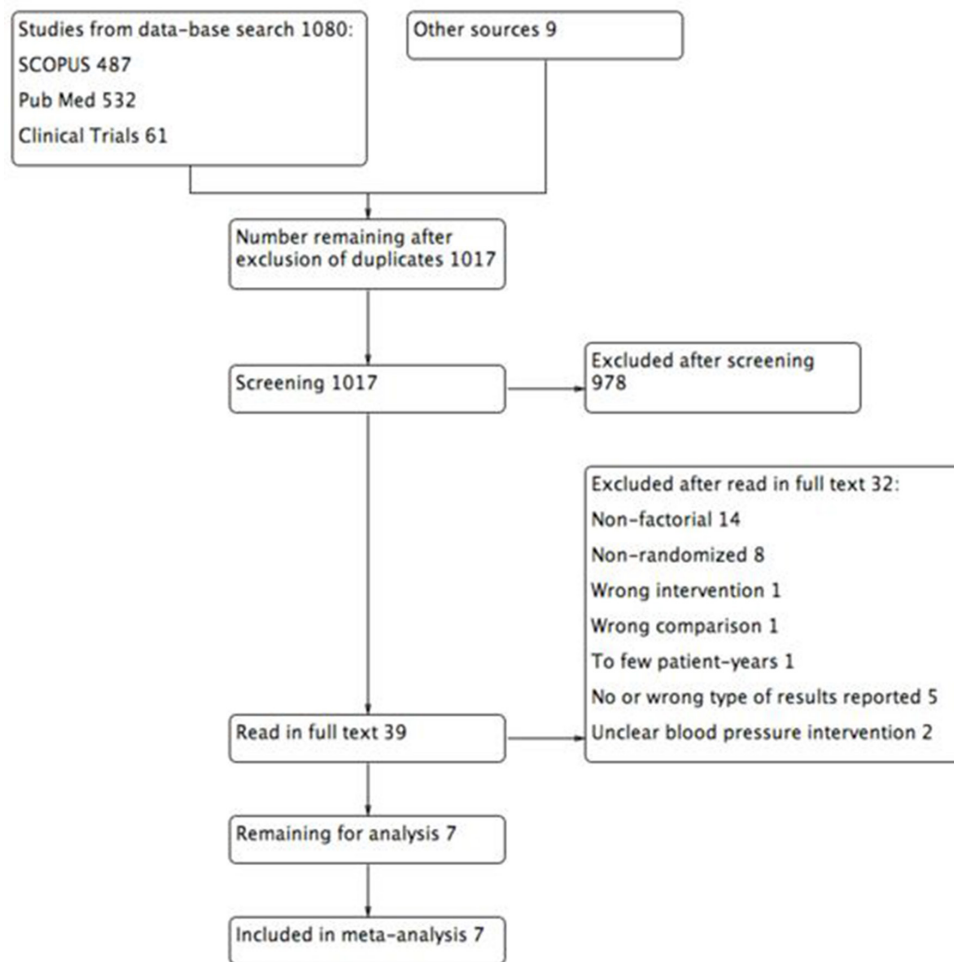 Studies from data-base search 1080:
SCOPUS 487
Pub Med 532
Clinical Trials 61
Other sources 9
Number remaining after
exclusion of duplicates 1017
Screening 1017
Excluded after screening
978
Excluded after read in full text 32:
Non-factorial 14
Non-randomized 8
Wrong intervention 1
Wrong comparison 1
To few patient-years 1
No or wrong type of results reported 5
Unclear blood pressure intervention 2
Read in full text 39
Remaining for analysis 7
Included in meta-analysis 7